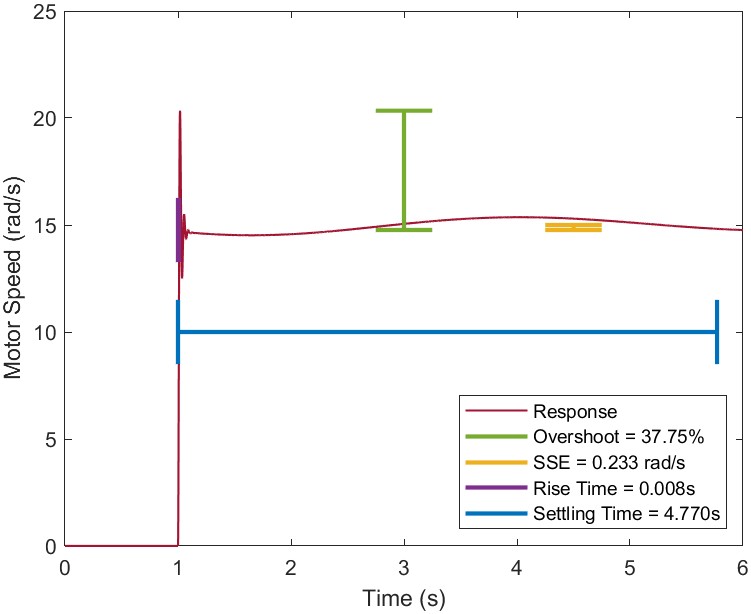 25
20
15
10
5
0
Motor Speed (rad/s)
Response
Overshoot = 37.75%
SSE = 0.233 rad/s
Rise Time = 0.008s
Settling Time = 4.770s
0 1 2 3 4 5 6
Time (s)